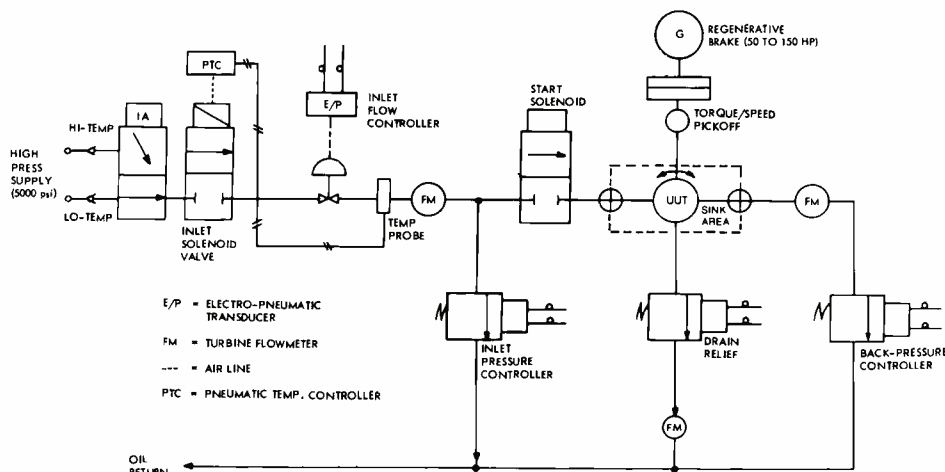 G
REGENERATIVE
BRAKE (50 TO 150 HP)
PTC
E/P
INLET
FLOW
CONTROLLER
START
SOLENOID
TORQUE/SPEED
PICKOFF
IA
HI-TEMP
HIGH
PRESS
SUPPLY
(5000 psi)
LO-TEMP
INLET
SOLENOID
VALVE
TEMP
PROBE
FM
UUT
SINK
AREA
FM
E/P = ELECTRO-PNEUMATIC
TRANSDUCER
FM = TURBINE FLOWMETER
--- = AIR LINE
PTC = PNEUMATIC TEMP. CONTROLLER
INLET
PRESSURE
CONTROLLER
DRAIN
RELIEF
BACK-PRESSURE
CONTROLLER
FM
OIL
RETURN